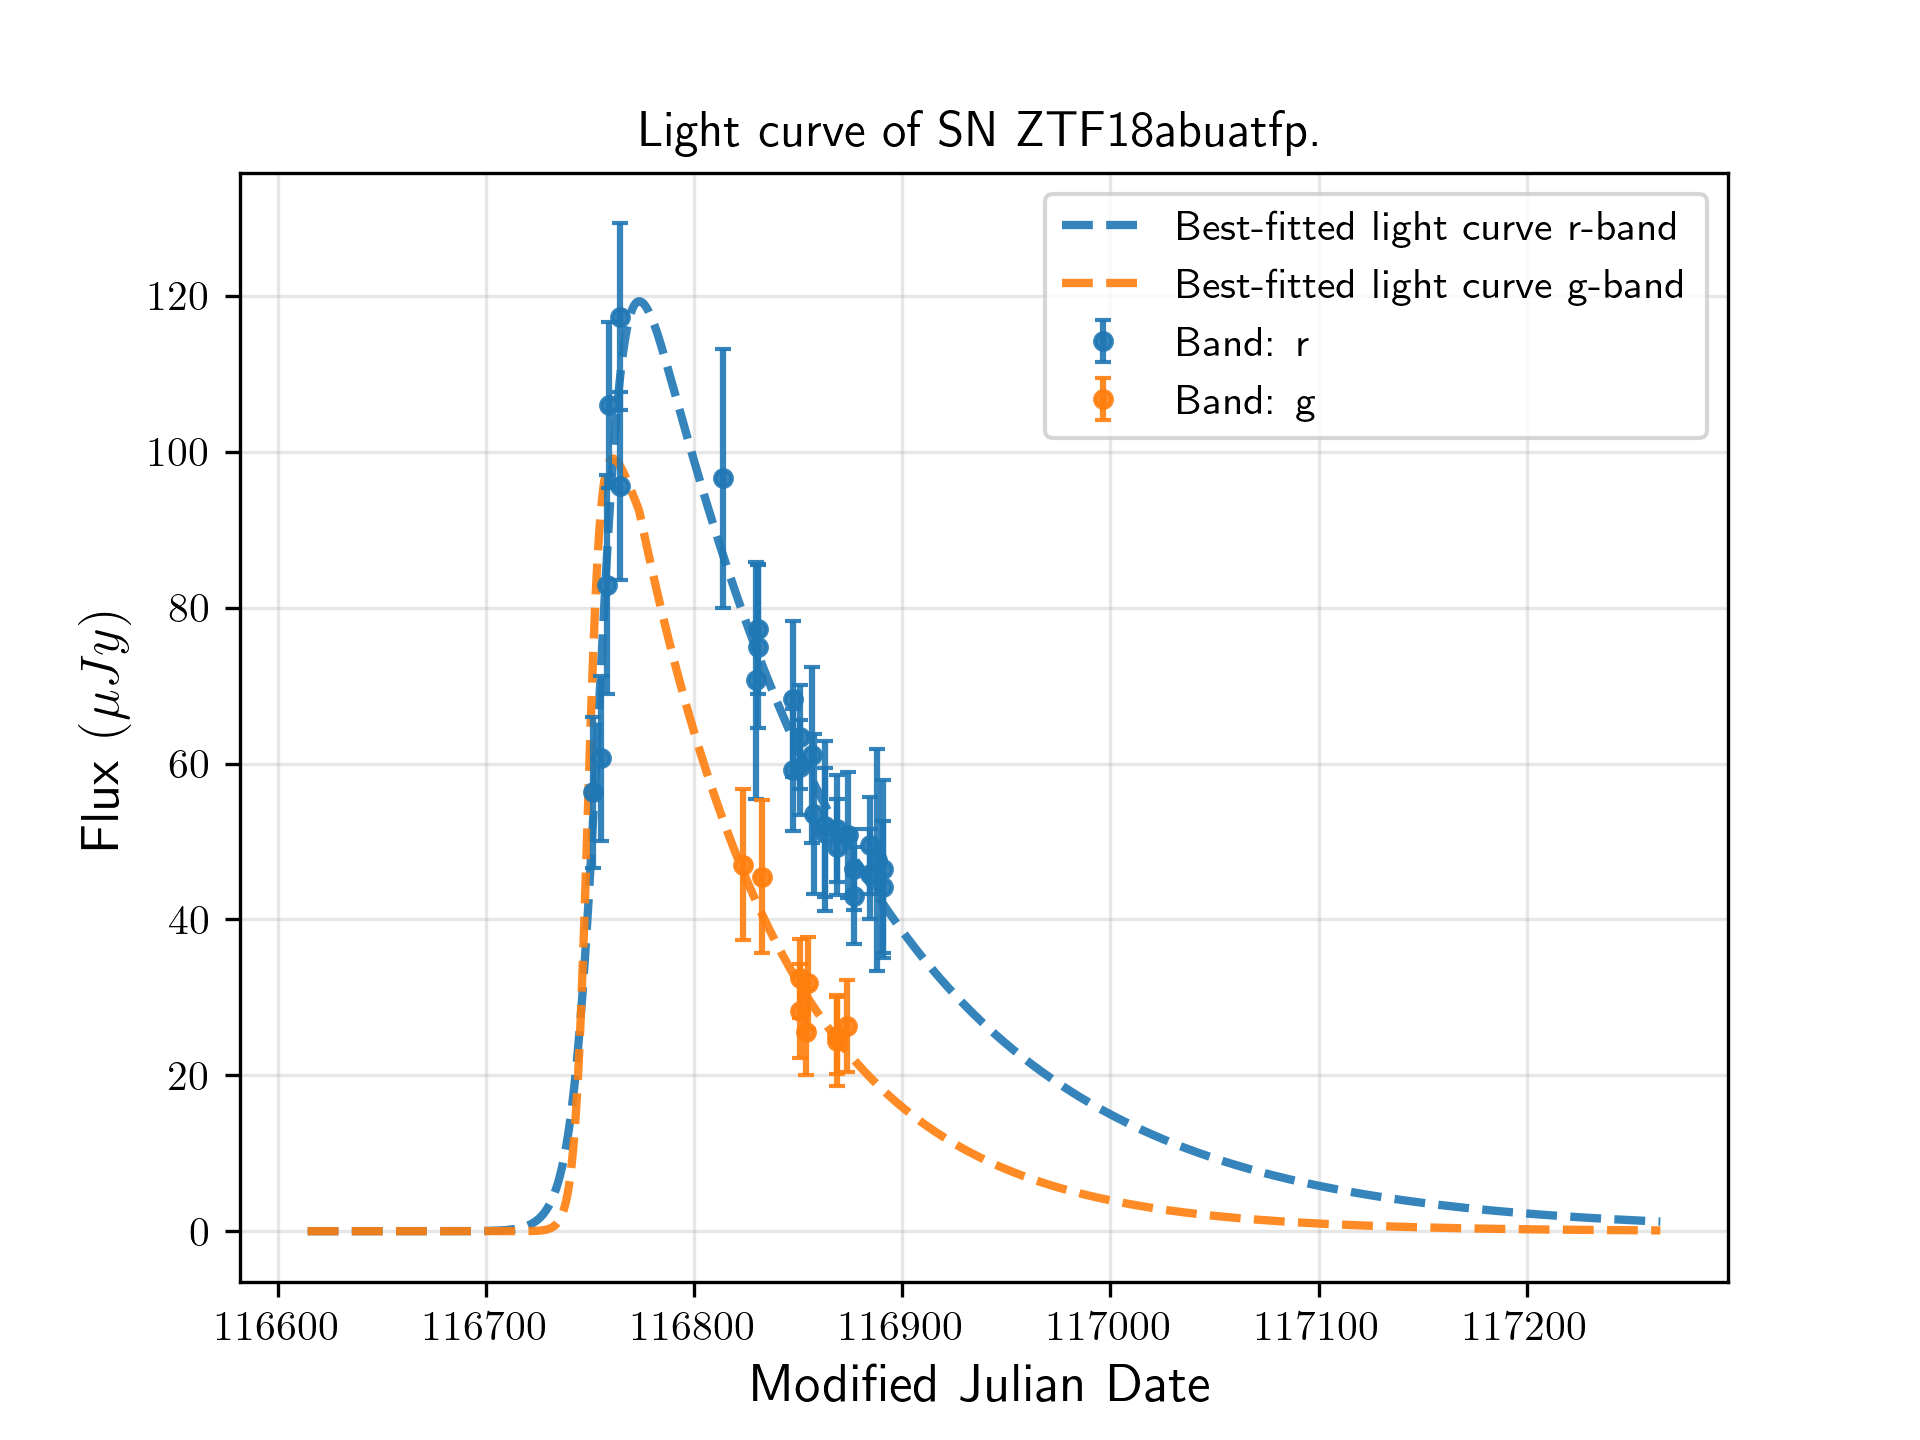 Light curve of SN ZTF18abuatfp.
Best-fitted light curve r-band
Best-fitted light curve g-band
Band: r
Band: g
120
100
80
60
40
20
0
Flux (μJy)
116600 116700 116800 116900 117000 117100 117200
Modified Julian Date